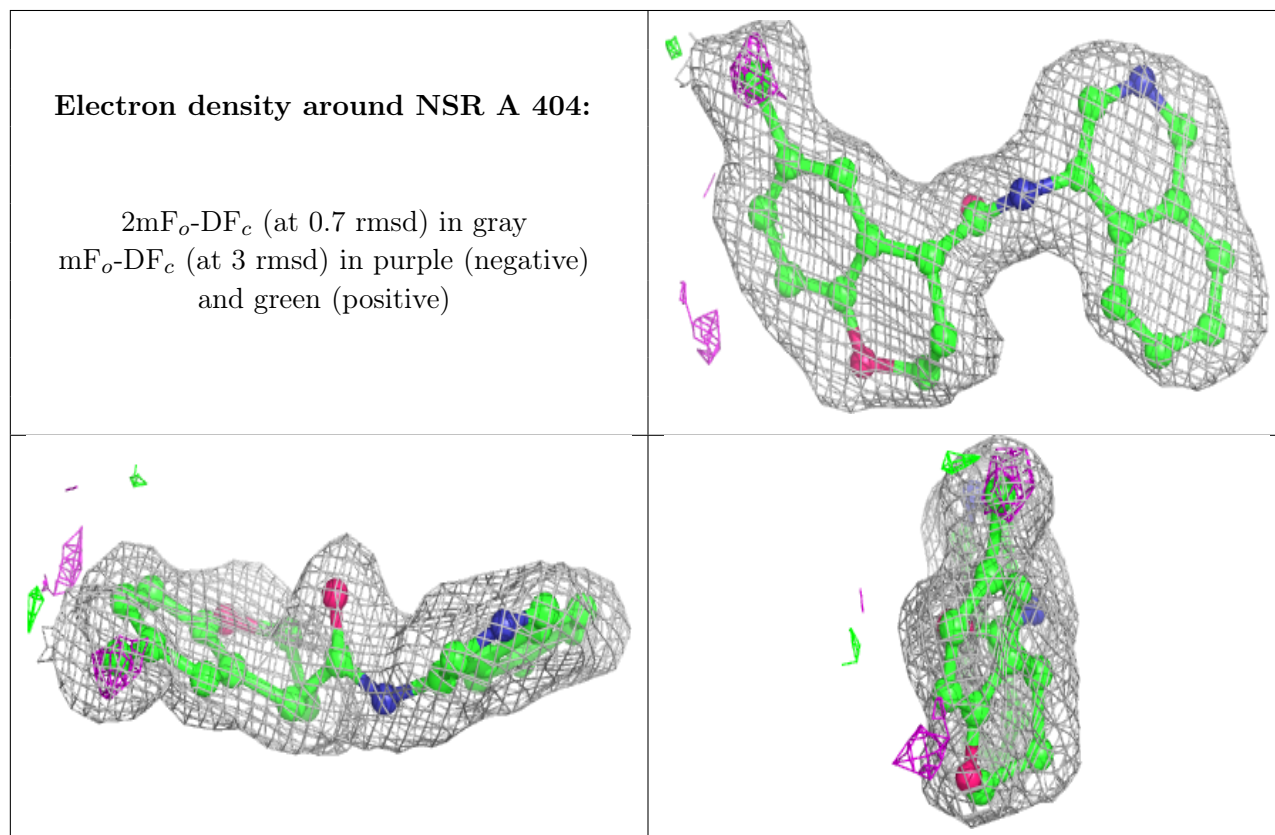 Electron density around NSR A 404:
2mFo-DFc (at 0.7 rmsd) in gray
mFo-DFc (at 3 rmsd) in purple (negative)
and green (positive)